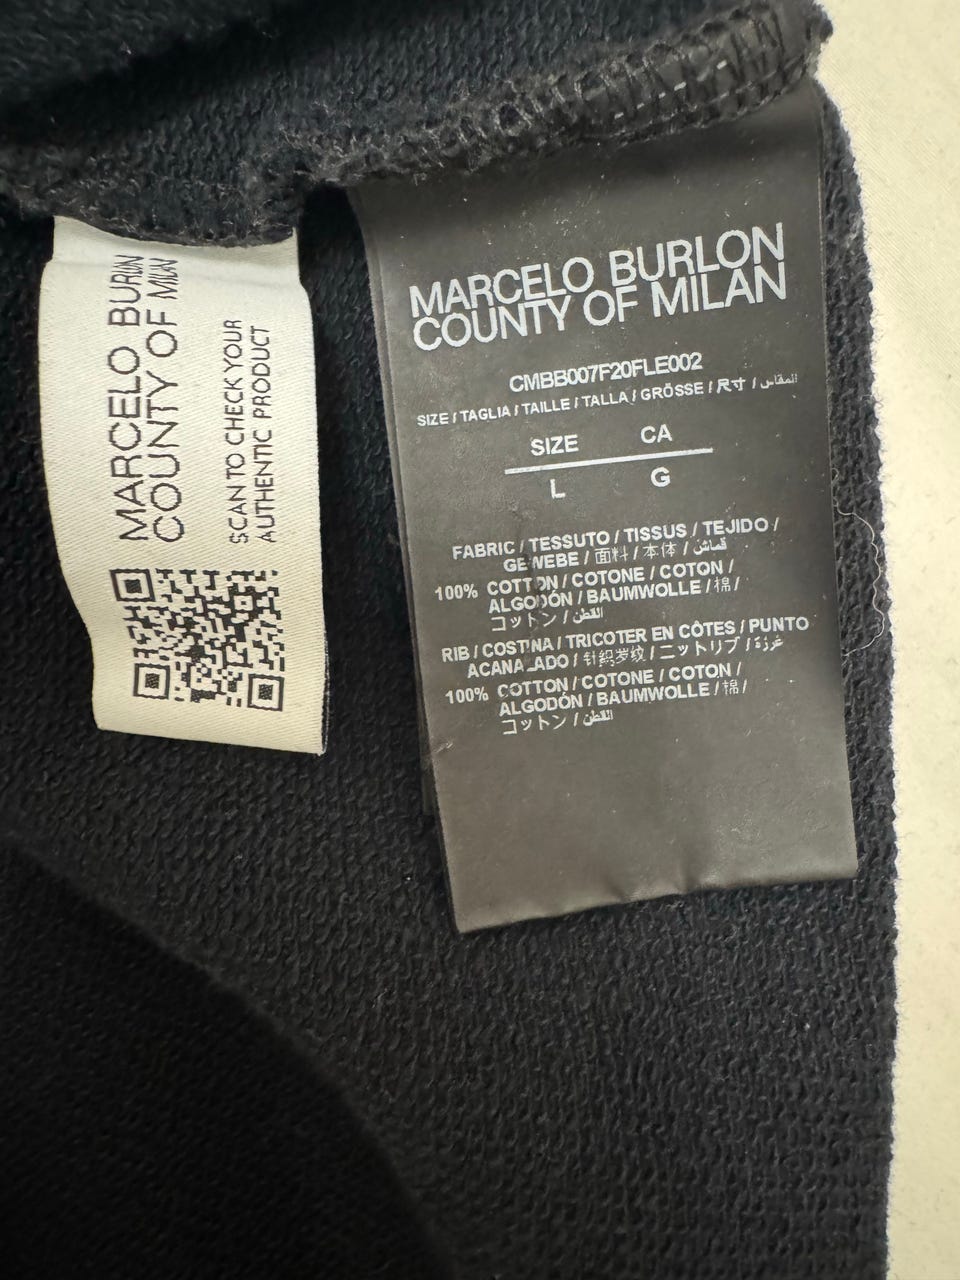 MARCELO BURLON
COUNTY OF MILAN
SCAN TO CHECK YOUR
AUTHENTIC PRODUCT
MARCELO BURLON
COUNTY OF MILAN
CMBB007F20FLE002
SIZE / TAGLIA / TAILLE / TALLA / GRÖSSE / 尺寸 / المقاس
SIZE CA
L G
FABRIC / TESSUTO / TISSUS / TEJIDO /
GEWEBE / 面料 / 本体 / قماش
100% COTTON / COTONE / COTON /
ALGODÓN / BAUMWOLLE / 棉 /
コットン / القطن
RIB / COSTINA / TRICOTER EN CÔTES / PUNTO
ACANALADO / 针织岁纹 / ニットリブ / غرزة
100% COTTON / COTONE / COTON /
ALGODÓN / BAUMWOLLE / 棉 /
コットン / القطن